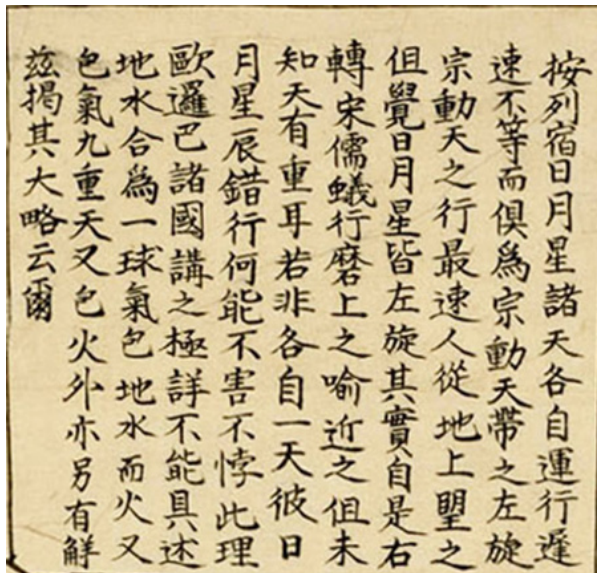 按列宿日月星諸天各自運行遲
速不等而俱爲宗動天帶之左旋
宗動天之行最速人從地上朢之
但覺日月星皆左旋其實自是右
轉宋儒蟻行磨上之喻近之但未
知天有重耳若非各自一天彼日
月星辰錯行何能不害不悖此理
歐邏巴諸國講之極詳不能具述
地水合爲一球氣包地水而火又
包氣九重天又包火外亦另有解
茲揭其大略云爾